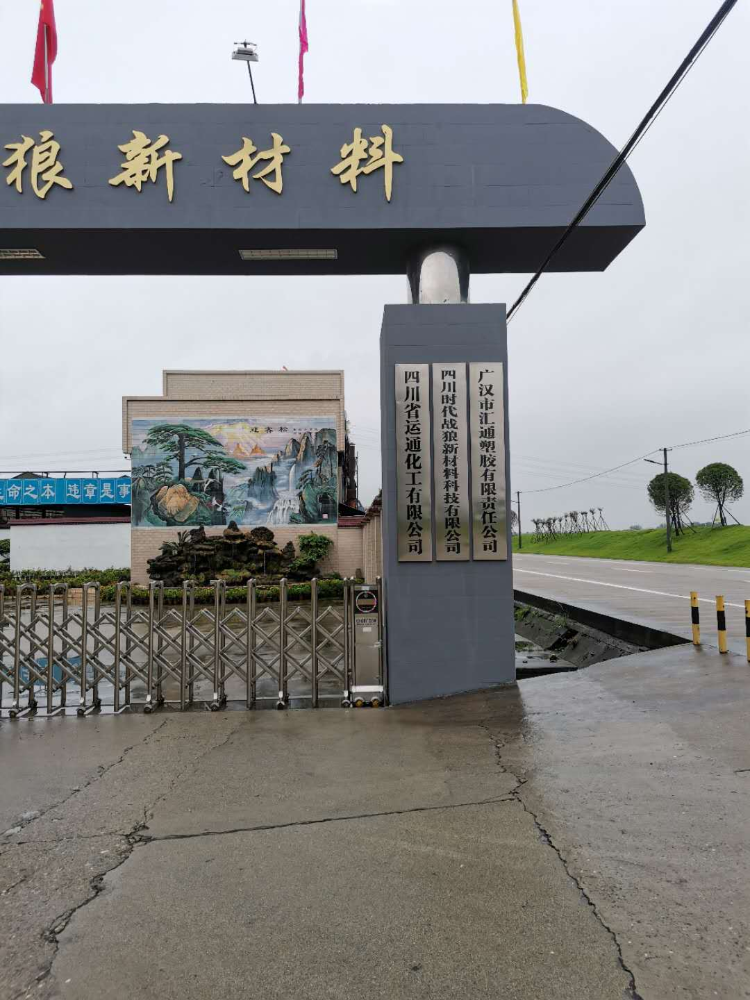 狼新材料
四川省运通化工有限公司
四川时代战狼新材料科技有限公司
广汉市汇通塑胶有限责任公司
迎客松
命之本 违章是事